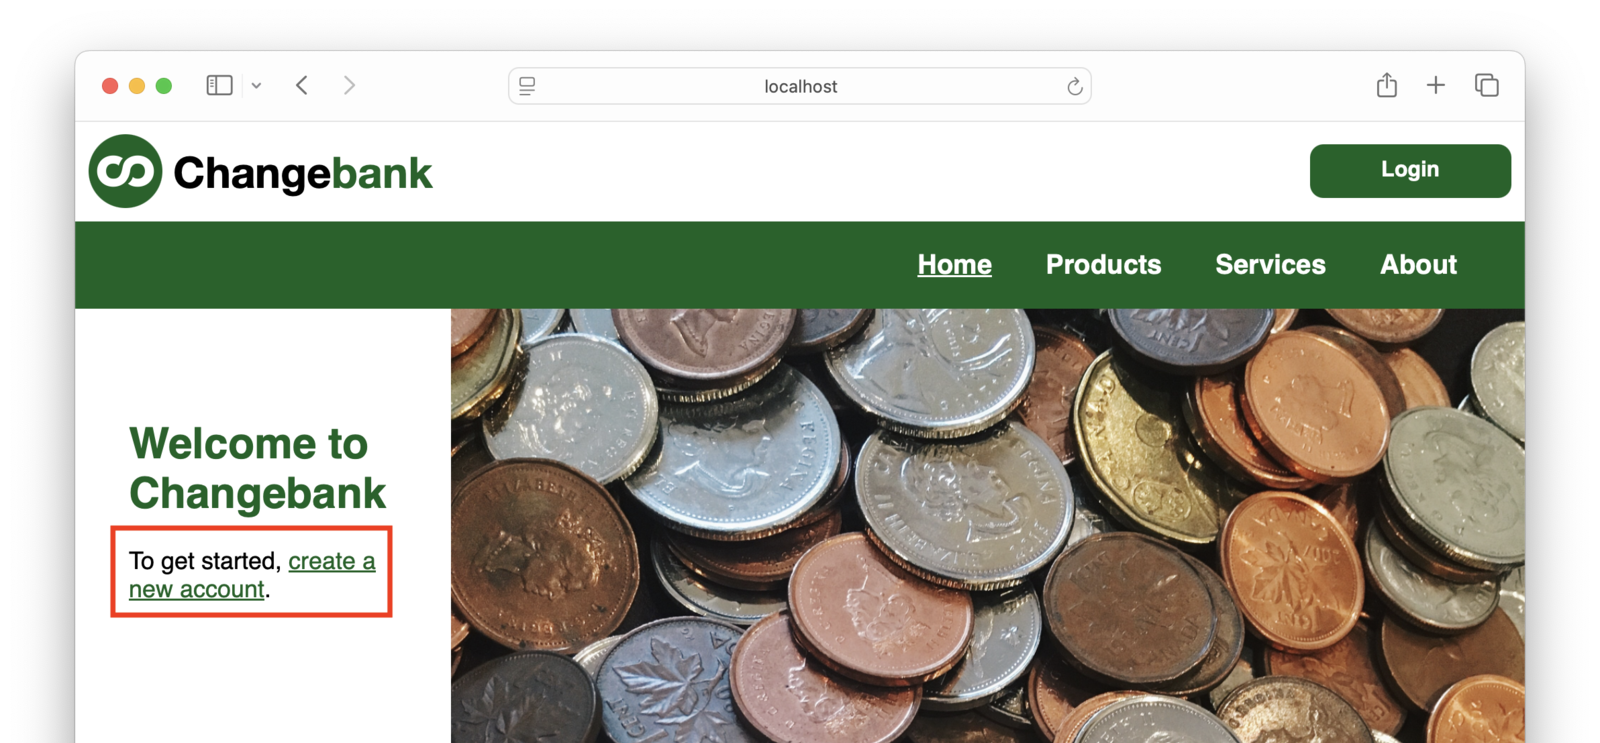 localhost
Changebank
Login
Home Products Services About
Welcome to
Changebank
To get started, create a
new account.